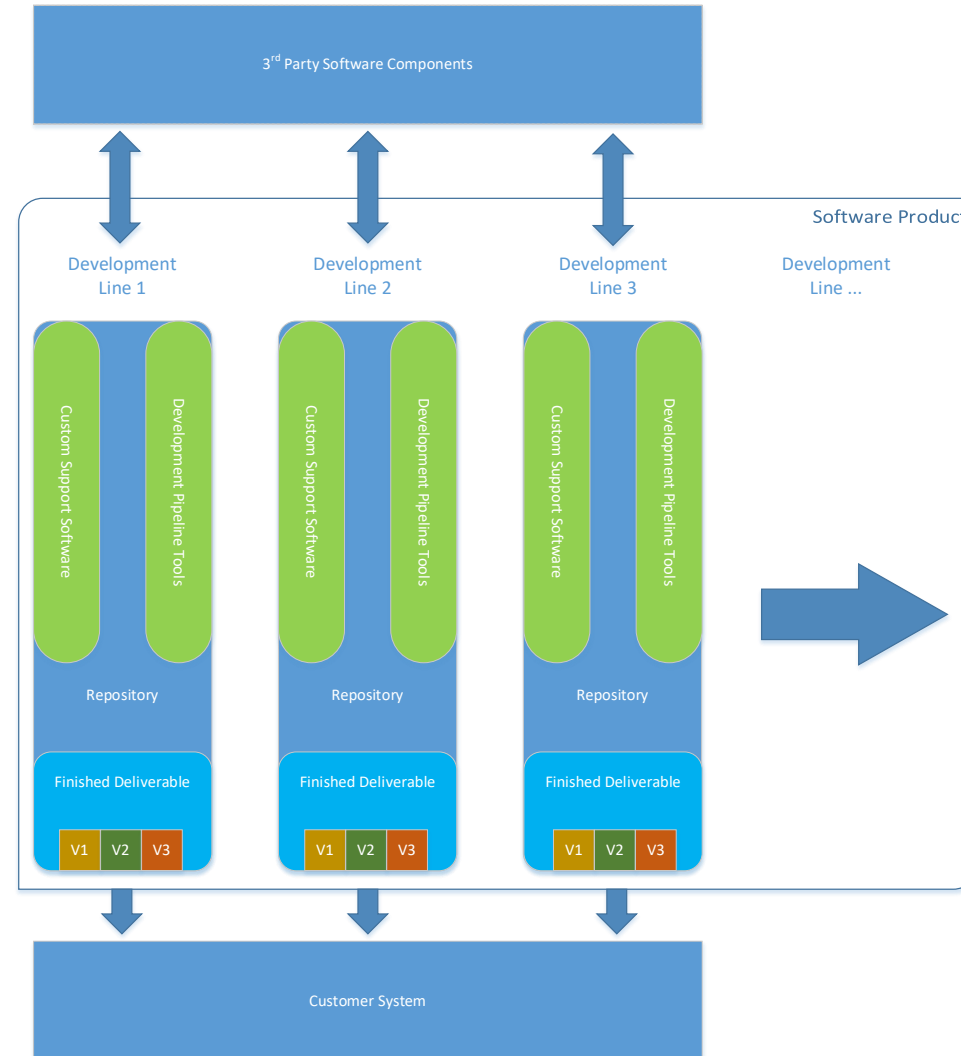 3rd Party Software Components
Software Product
Development
Line 1
Development
Line 2
Development
Line 3
Development
Line ...
Custom Support Software
Development Pipeline Tools
Custom Support Software
Development Pipeline Tools
Custom Support Software
Development Pipeline Tools
Repository
Repository
Repository
Finished Deliverable
Finished Deliverable
Finished Deliverable
V1 V2 V3
V1 V2 V3
V1 V2 V3
Customer System